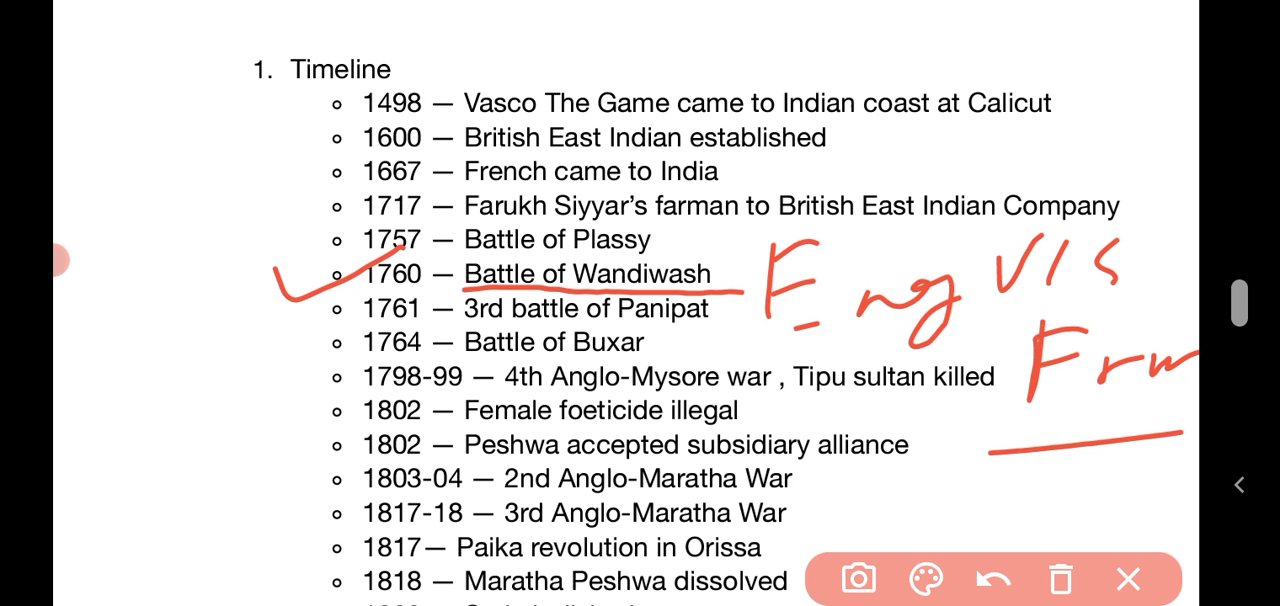 1. Timeline
1498 — Vasco The Game came to Indian coast at Calicut
1600 — British East Indian established
1667 — French came to India
1717 — Farukh Siyyar's farman to British East Indian Company
1757 — Battle of Plassy
1760 — Battle of Wandiwash
Eng V/S
1761 — 3rd battle of Panipat
1764 — Battle of Buxar
1798-99 — 4th Anglo-Mysore war , Tipu sultan killed
1802 — Female foeticide illegal
1802 — Peshwa accepted subsidiary alliance
1803-04 — 2nd Anglo-Maratha War
1817-18 — 3rd Anglo-Maratha War
1817— Paika revolution in Orissa
1818 — Maratha Peshwa dissolved